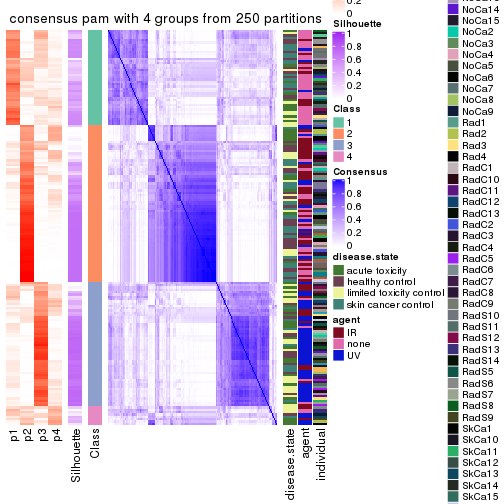 consensus pam with 4 groups from 250 partitions
p1
p2
p3
p4
Silhouette
Class
disease.state
agent
individual
0.2
0
Silhouette
1
0.8
0.6
0.4
0.2
0
Class
1
2
3
4
Consensus
1
0.8
0.6
0.4
0.2
0
disease.state
acute toxicity
healthy control
limited toxicity control
skin cancer control
agent
IR
none
UV
NoCa14
NoCa15
NoCa2
NoCa3
NoCa4
NoCa5
NoCa6
NoCa7
NoCa8
NoCa9
Rad1
Rad2
Rad3
Rad4
RadC1
RadC10
RadC11
RadC12
RadC13
RadC2
RadC3
RadC4
RadC5
RadC6
RadC7
RadC8
RadC9
RadS10
RadS11
RadS12
RadS13
RadS14
RadS5
RadS6
RadS7
RadS8
RadS9
SkCa1
SkCa10
SkCa11
SkCa12
SkCa13
SkCa14
SkCa15